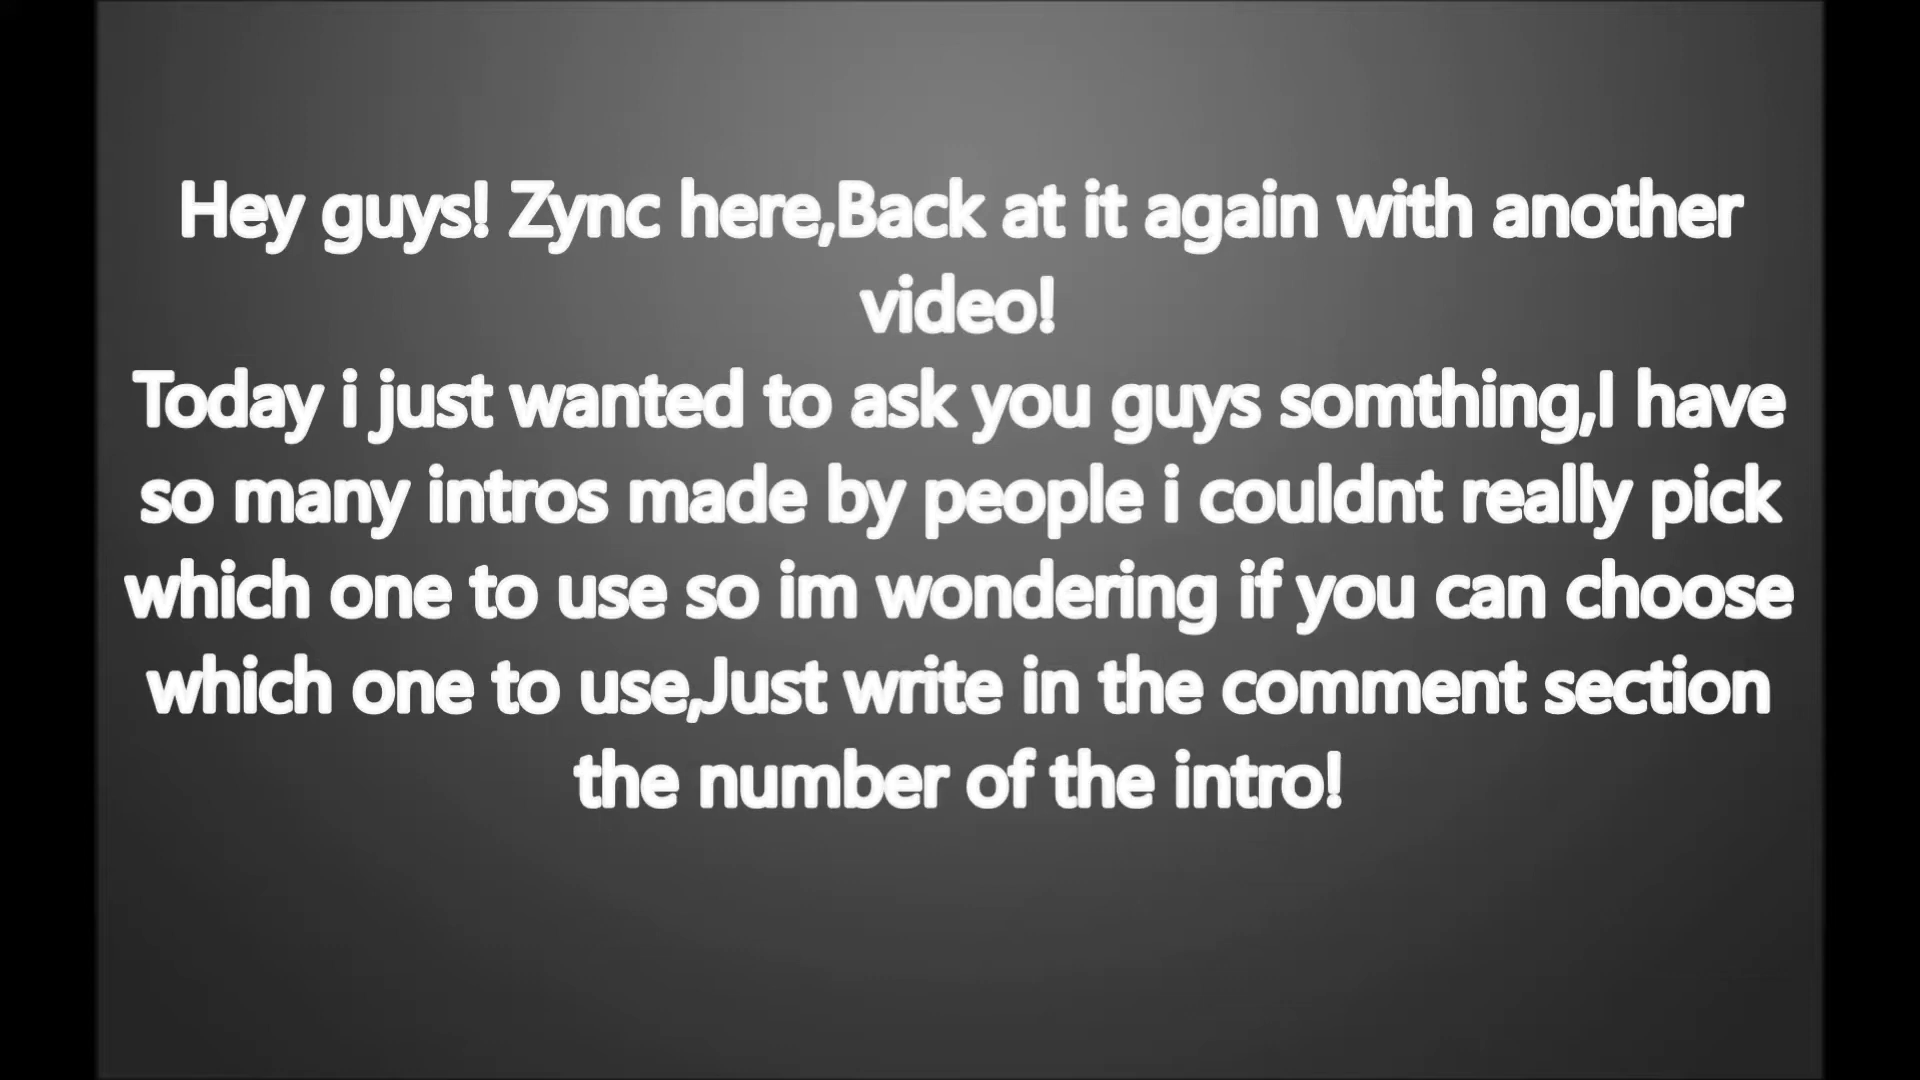 Hey guys! Zync here,Back at it again with another
video!
Today i just wanted to ask you guys somthing,I have
so many intros made by people i couldnt really pick
which one to use so im wondering if you can choose
which one to use,Just write in the comment section
the number of the intro!